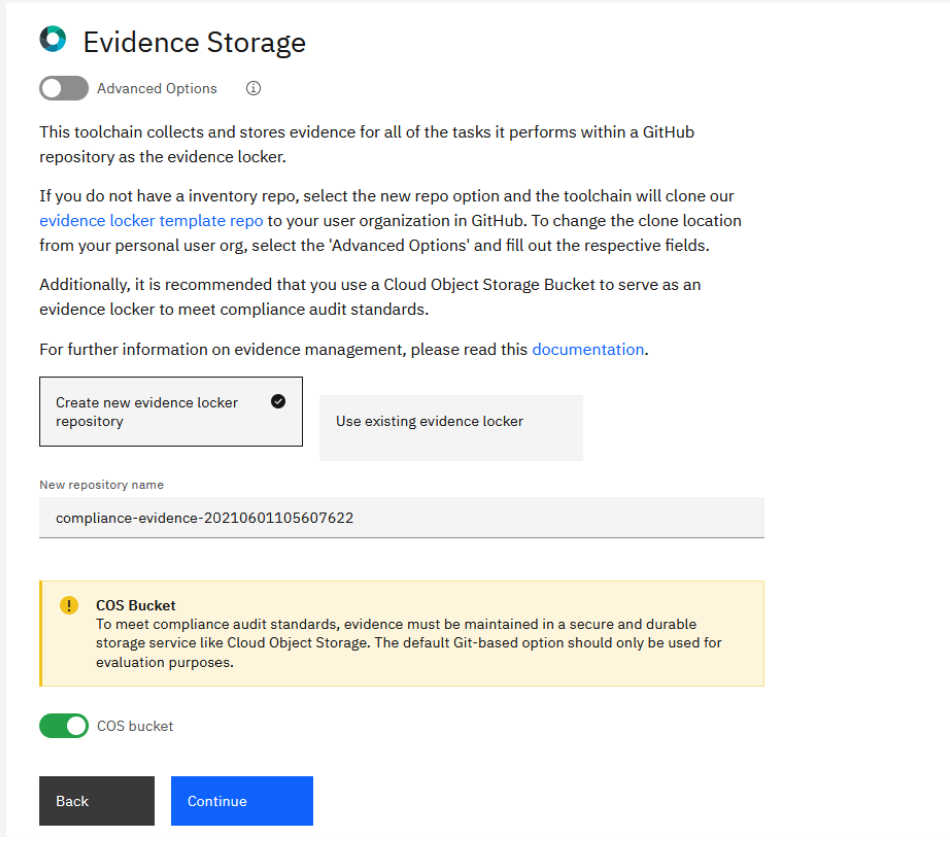 Evidence Storage
Advanced Options
This toolchain collects and stores evidence for all of the tasks it performs within a GitHub
repository as the evidence locker.
If you do not have a inventory repo, select the new repo option and the toolchain will clone our
evidence locker template repo to your user organization in GitHub. To change the clone location
from your personal user org, select the 'Advanced Options' and fill out the respective fields.
Additionally, it is recommended that you use a Cloud Object Storage Bucket to serve as an
evidence locker to meet compliance audit standards.
For further information on evidence management, please read this documentation.
Create new evidence locker
repository
Use existing evidence locker
New repository name
compliance-evidence-20210601105607622
COS Bucket
To meet compliance audit standards, evidence must be maintained in a secure and durable
storage service like Cloud Object Storage. The default Git-based option should only be used for
evaluation purposes.
COS bucket
Back
Continue